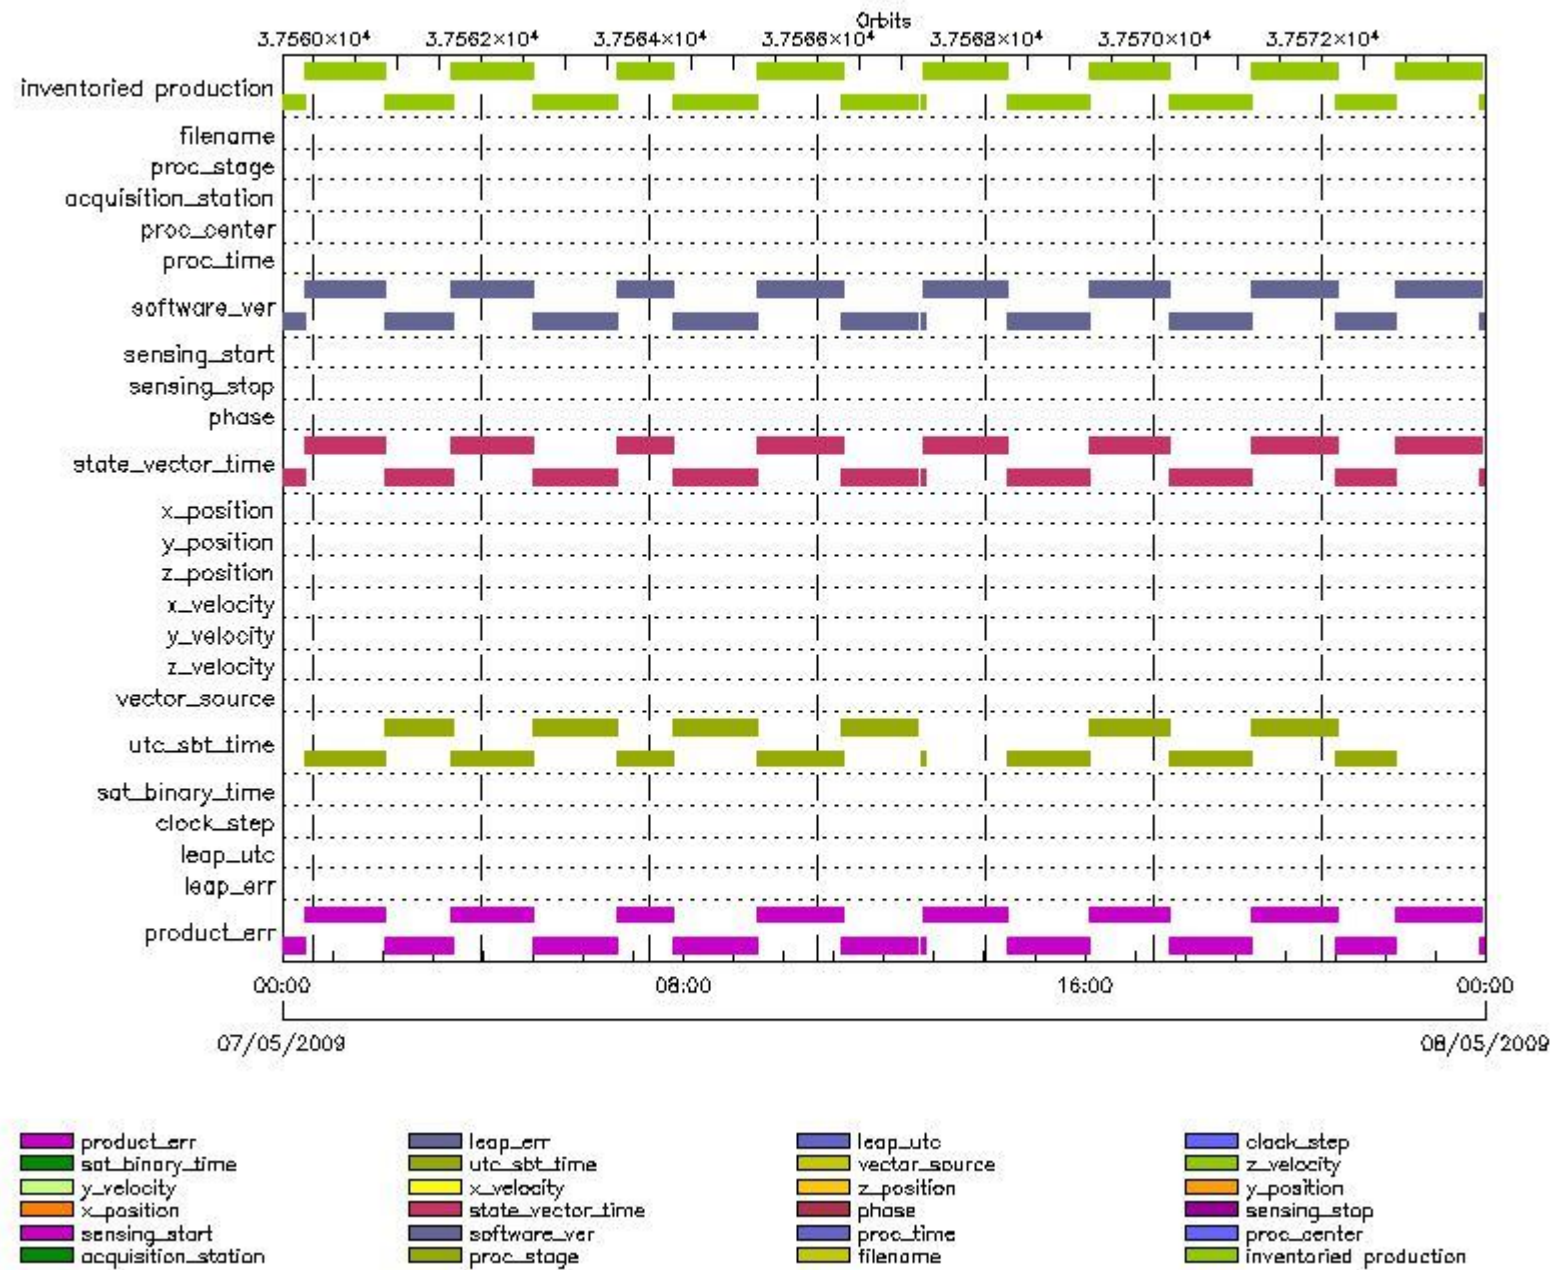 Orbits
3.7560×10⁴ 3.7562×10⁴ 3.7564×10⁴ 3.7566×10⁴ 3.7568×10⁴ 3.7570×10⁴ 3.7572×10⁴
inventoried production
filename
proc_stage
acquisition_station
proc_center
proc_time
software_ver
sensing_start
sensing_stop
phase
state_vector_time
x_position
y_position
z_position
x_velocity
y_velocity
z_velocity
vector_source
utc_sbt_time
sat_binary_time
clock_step
leap_utc
leap_err
product_err
00:00 08:00 16:00 00:00
07/05/2009 08/05/2009
product_err leap_err leap_utc clock_step
sat_binary_time utc_sbt_time vector_source z_velocity
y_velocity x_velocity z_position y_position
x_position state_vector_time phase sensing_stop
sensing_start software_ver proc_time proc_center
acquisition_station proc_stage filename inventoried production